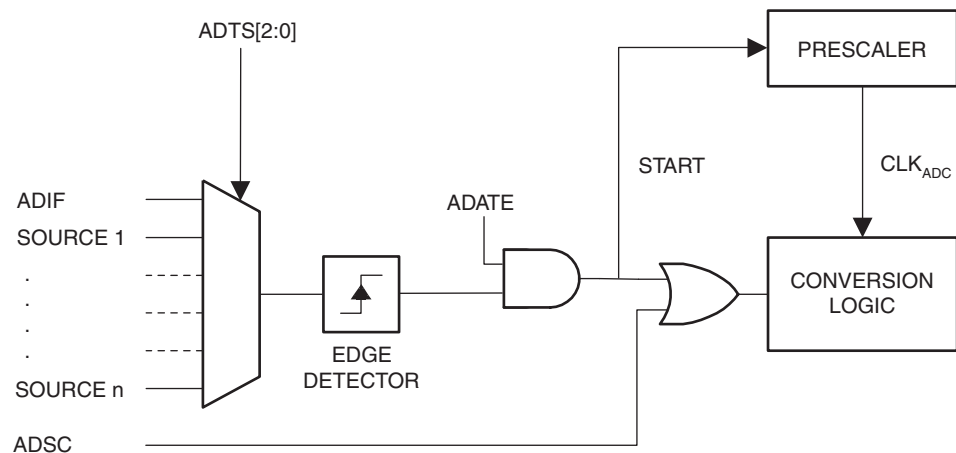 ADTS[2:0]
PRESCALER
START
CLKADC
ADIF
ADATE
SOURCE 1
.
.
.
.
CONVERSION
LOGIC
EDGE
DETECTOR
SOURCE n
ADSC